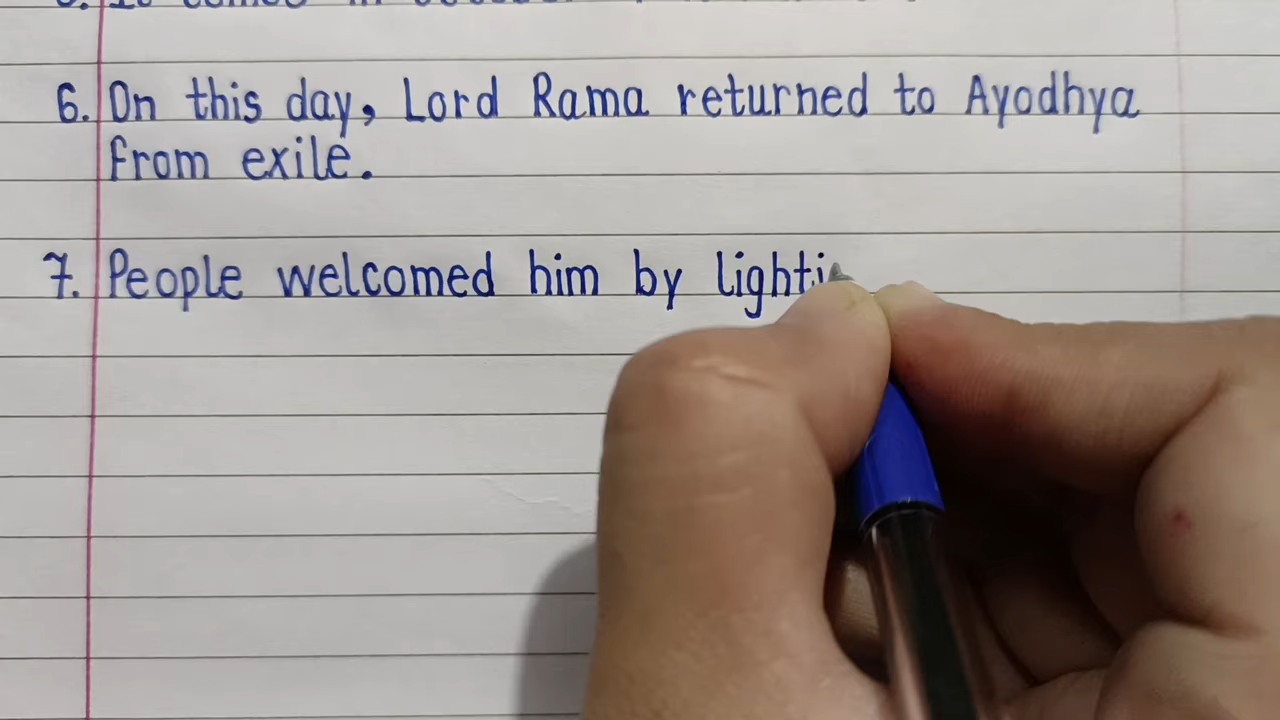 6. On this day, Lord Rama returned to Ayodhya
from exile.
7. People welcomed him by lighti